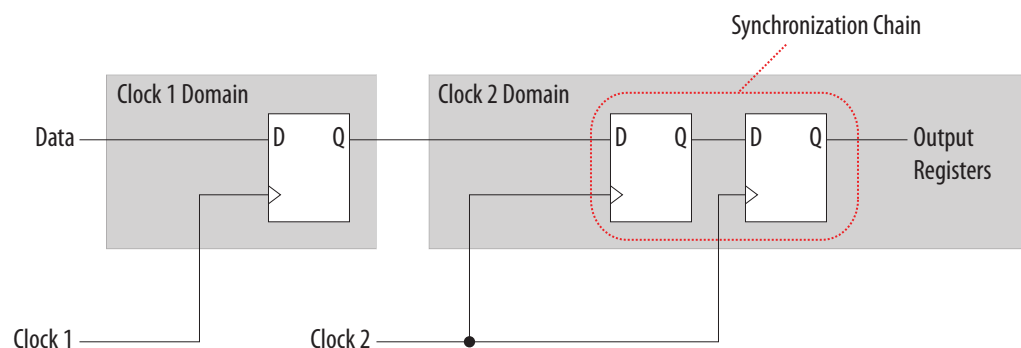 Synchronization Chain
Clock 1 Domain
Clock 2 Domain
Data
D Q
D Q
D Q
Output
Registers
Clock 1
Clock 2